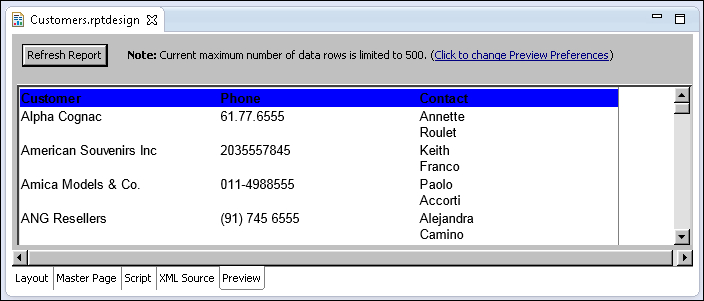 Customers.rptdesign
Refresh Report Note: Current maximum number of data rows is limited to 500. (Click to change Preview Preferences)
Customer Phone Contact
Alpha Cognac 61.77.6555 Annette
Roulet
American Souvenirs Inc 2035557845 Keith
Franco
Amica Models & Co. 011-4988555 Paolo
Accorti
ANG Resellers (91) 745 6555 Alejandra
Camino
Layout Master Page Script XML Source Preview